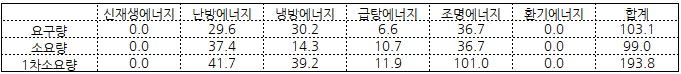 신재생에너지 난방에너지 냉방에너지 급탕에너지 조명에너지 환기에너지 합계
요구량 0.0 29.6 30.2 6.6 36.7 0.0 103.1
소요량 0.0 37.4 14.3 10.7 36.7 0.0 99.0
1차소요량 0.0 41.7 39.2 11.9 101.0 0.0 193.8